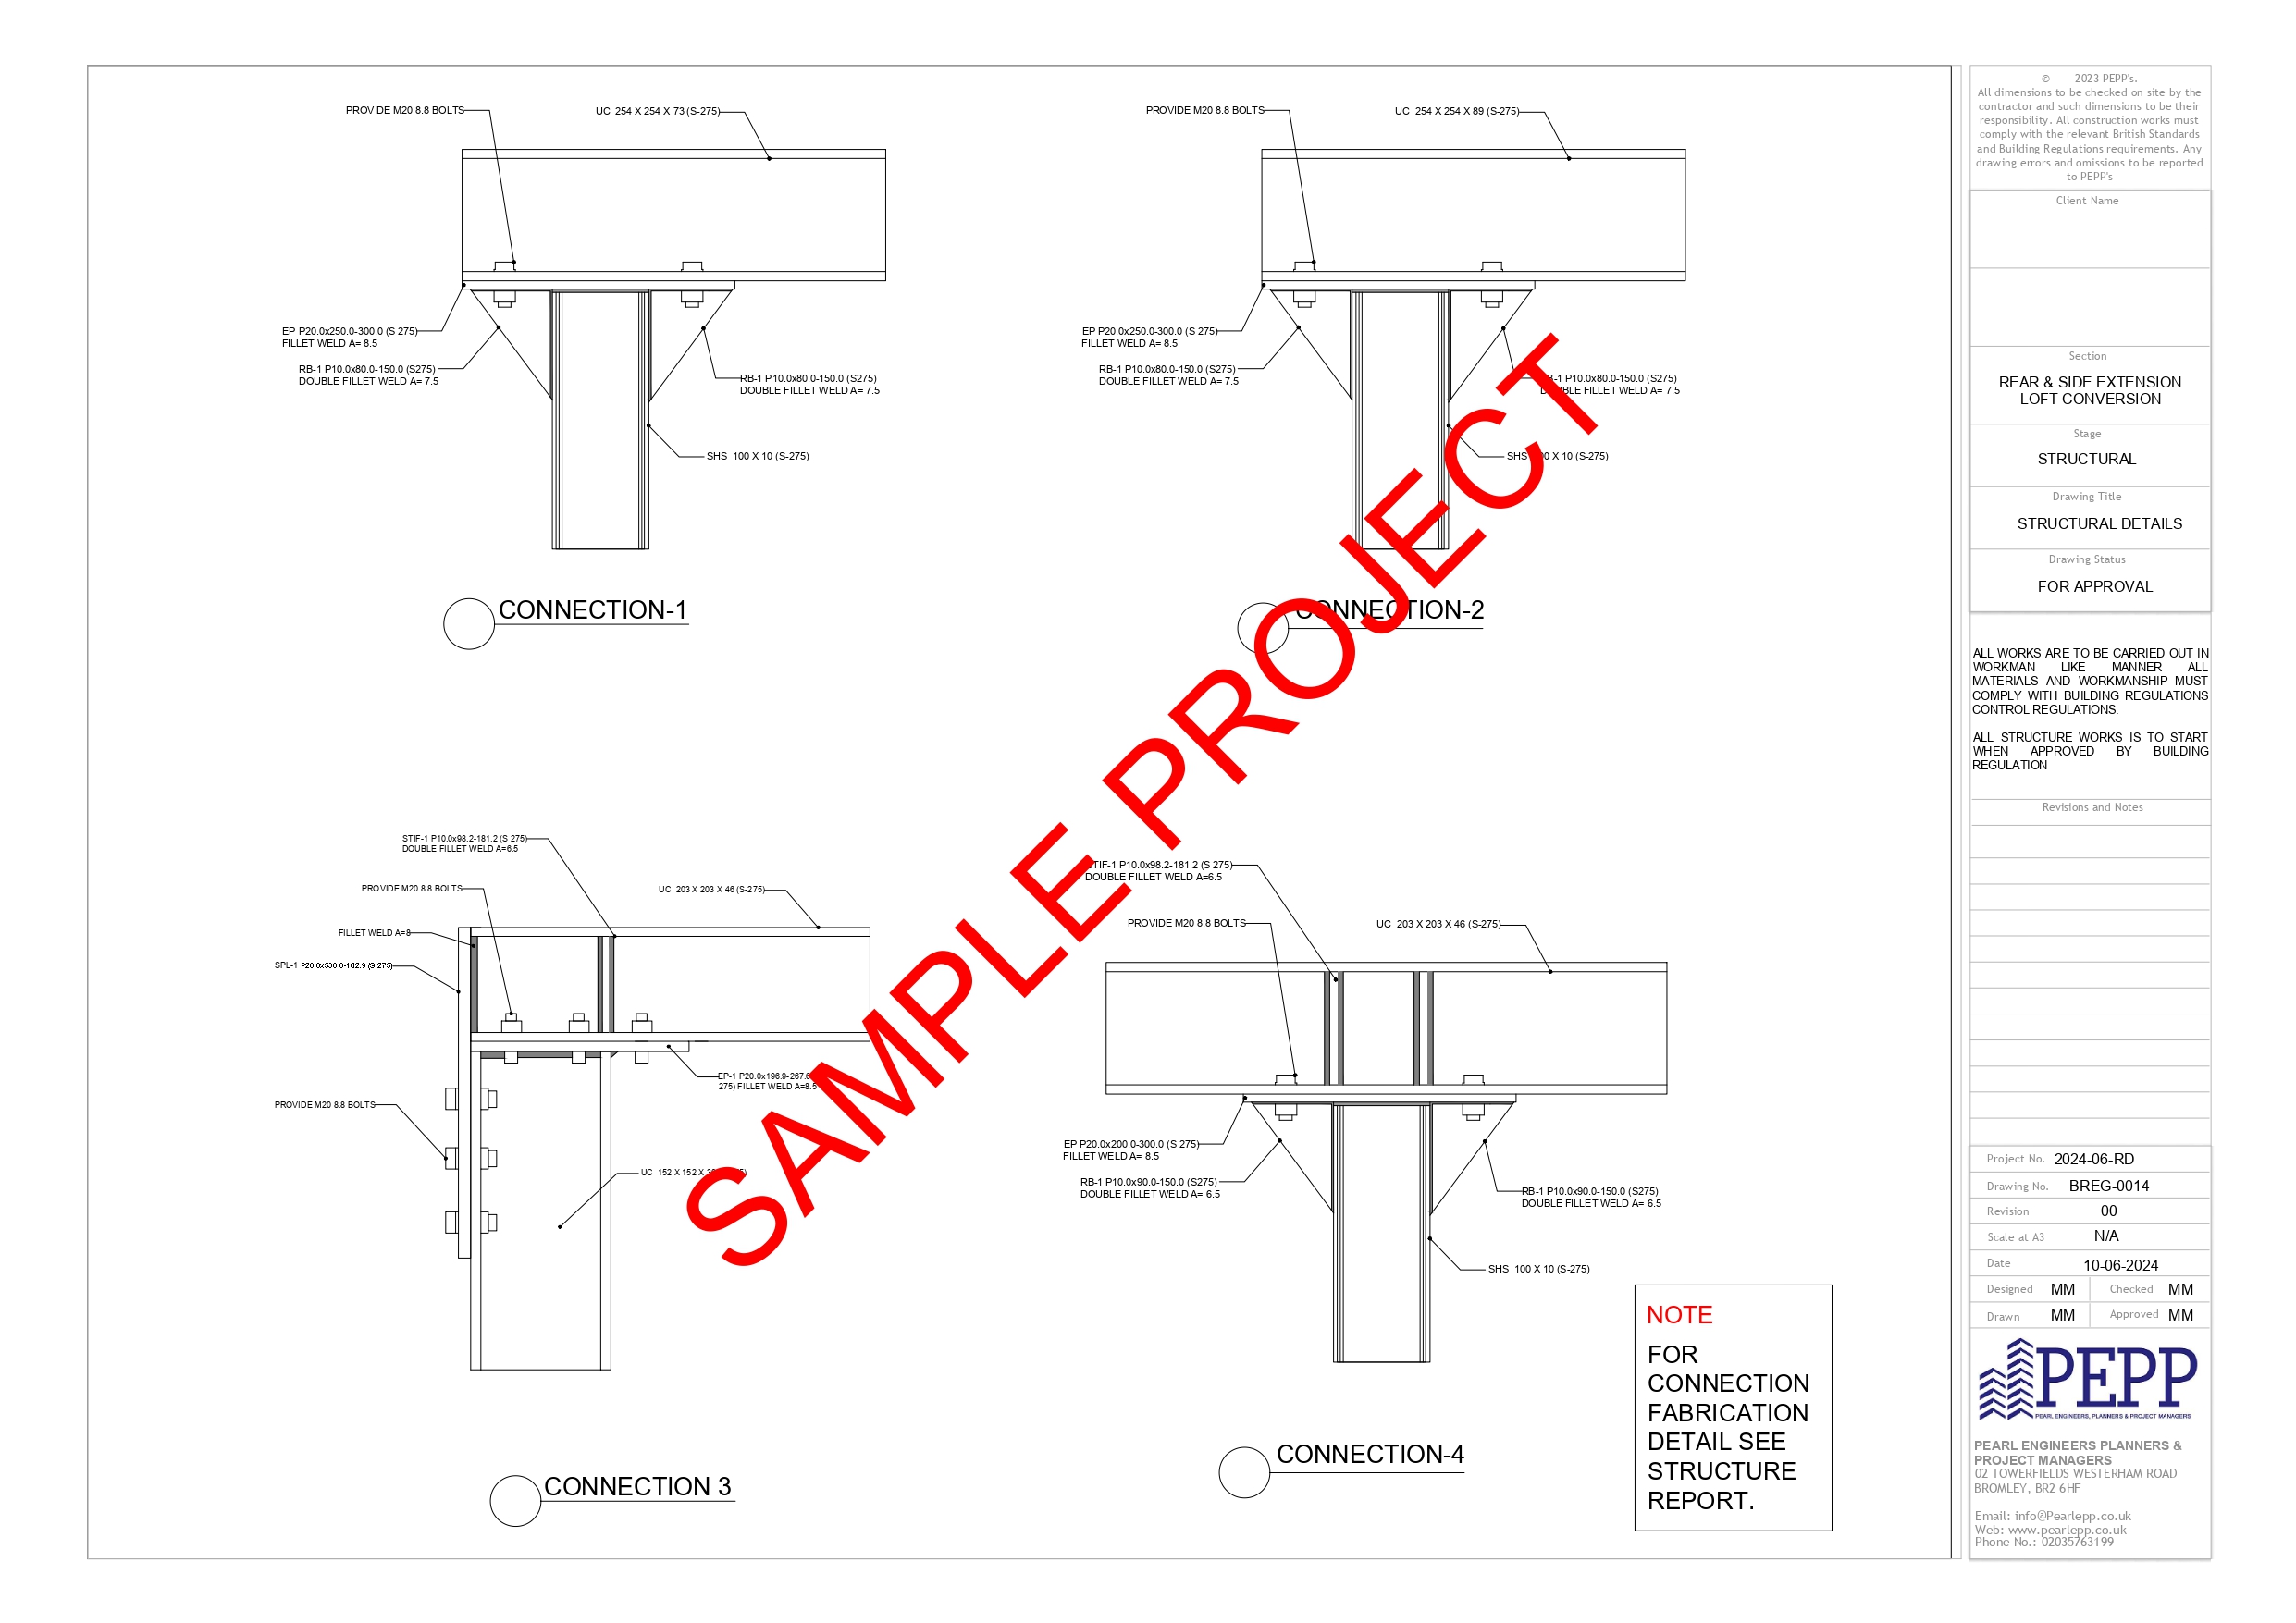 PROVIDE M20 8.8 BOLTS
UC 254 X 254 X 73 (S-275)
EP P20.0x250.0-300.0 (S 275)
FILLET WELD A= 8.5
RB-1 P10.0x80.0-150.0 (S275)
DOUBLE FILLET WELD A= 7.5
RB-1 P10.0x80.0-150.0 (S275)
DOUBLE FILLET WELD A= 7.5
SHS 100 X 10 (S-275)
CONNECTION-1
PROVIDE M20 8.8 BOLTS
UC 254 X 254 X 89 (S-275)
EP P20.0x250.0-300.0 (S 275)
FILLET WELD A= 8.5
RB-1 P10.0x80.0-150.0 (S275)
DOUBLE FILLET WELD A= 7.5
P10.0x80.0-150.0 (S275)
FILLET WELD A= 7.5
SHS X 10 (S-275)
CONNECTION-2
STIF-1 P10.0x98.2-181.2 (S 275)
DOUBLE FILLET WELD A=6.5
PROVIDE M20 8.8 BOLTS
UC 203 X 203 X 46 (S-275)
FILLET WELD A=8
SPL-1 P20.0x530.0-182.9 (S 275)
EP-1
275) FILLET WELD A=8.5
PROVIDE M20 8.8 BOLTS
UC 152 X 152 X
CONNECTION 3
STIF-1 P10.0x98.2-181.2 (S 275)
DOUBLE FILLET WELD A=6.5
PROVIDE M20 8.8 BOLTS
UC 203 X 203 X 46 (S-275)
EP P20.0x200.0-300.0 (S 275)
FILLET WELD A= 8.5
RB-1 P10.0x90.0-150.0 (S275)
DOUBLE FILLET WELD A= 6.5
RB-1 P10.0x90.0-150.0 (S275)
DOUBLE FILLET WELD A= 6.5
SHS 100 X 10 (S-275)
CONNECTION-4
SAMPLE PROJECT
NOTE
FOR
CONNECTION
FABRICATION
DETAIL SEE
STRUCTURE
REPORT.
© 2023 PEPP's.
All dimensions to be checked on site by the
contractor and such dimensions to be their
responsibility. All construction works must
comply with the relevant British Standards
and Building Regulations requirements. Any
drawing errors and omissions to be reported
to PEPP's
Client Name
Section
REAR & SIDE EXTENSION
LOFT CONVERSION
Stage
STRUCTURAL
Drawing Title
STRUCTURAL DETAILS
Drawing Status
FOR APPROVAL
ALL WORKS ARE TO BE CARRIED OUT IN
WORKMAN LIKE MANNER ALL
MATERIALS AND WORKMANSHIP MUST
COMPLY WITH BUILDING REGULATIONS
CONTROL REGULATIONS.
ALL STRUCTURE WORKS IS TO START
WHEN APPROVED BY BUILDING
REGULATION
Revisions and Notes
Project No. 2024-06-RD
Drawing No. BREG-0014
Revision 00
Scale at A3 N/A
Date 10-06-2024
Designed MM Checked MM
Drawn MM Approved MM
PEPP
PEARL ENGINEERS, PLANNERS & PROJECT MANAGERS
PEARL ENGINEERS PLANNERS &
PROJECT MANAGERS
02 TOWERFIELDS WESTERHAM ROAD
BROMLEY, BR2 6HF
Email: info@Pearlepp.co.uk
Web: www.pearlepp.co.uk
Phone No.: 02035763199